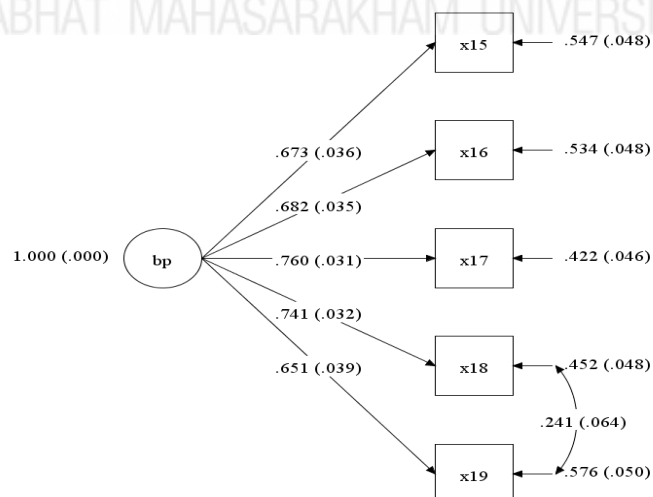 ABHAT MAHASARAKHAM UNIVERSI
x15
.547 (.048)
.673 (.036)
x16
.534 (.048)
.682 (.035)
1.000 (.000)
bp
.760 (.031)
x17
.422 (.046)
.741 (.032)
x18
.452 (.048)
.651 (.039)
.241 (.064)
x19
.576 (.050)